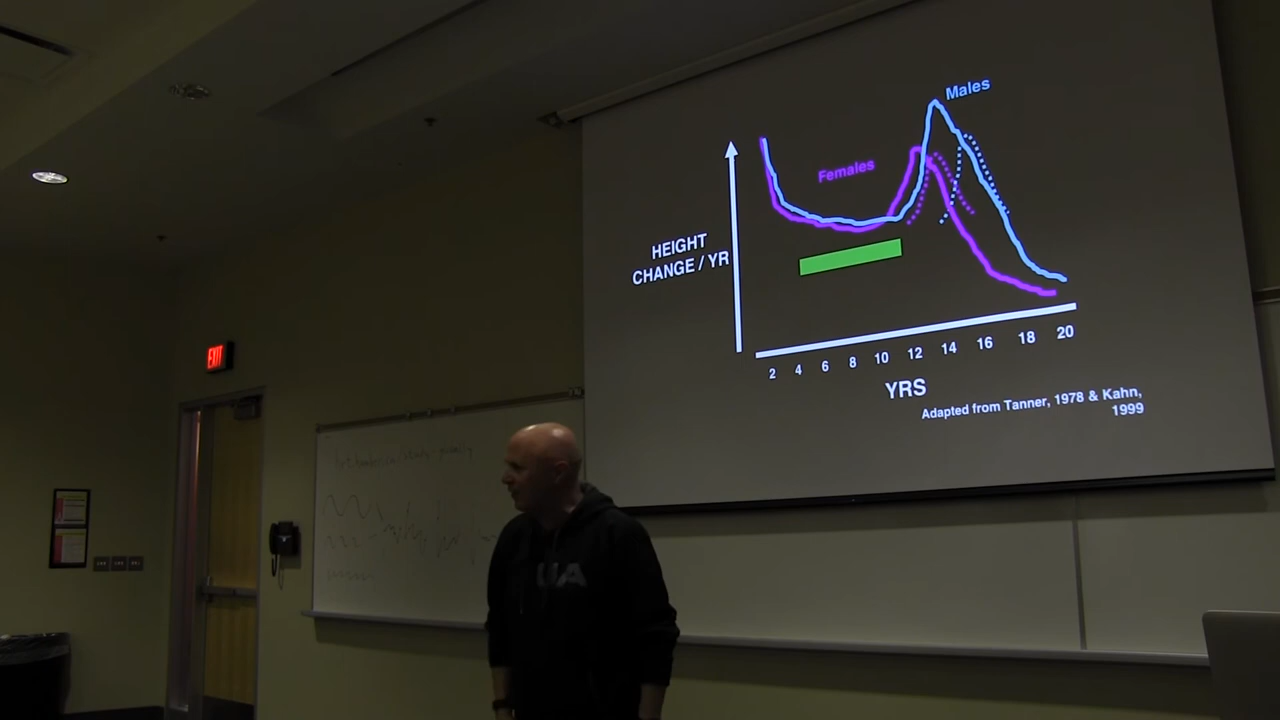 Males
Females
HEIGHT
CHANGE / YR
2 4 6 8 10 12 14 16 18 20
YRS
Adapted from Tanner, 1978 & Kahn,
1999
EXIT